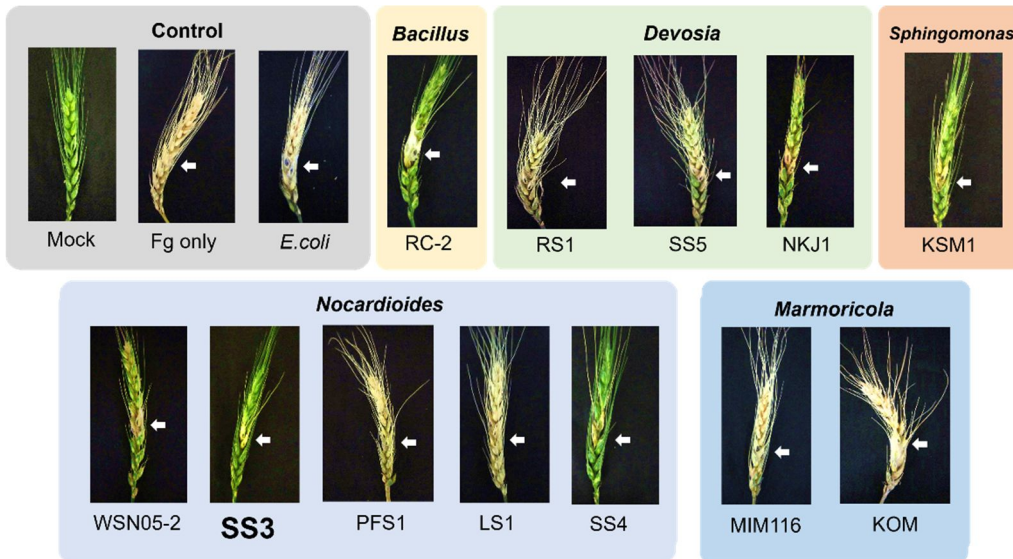 Control
Bacillus
Devosia
Sphingomonas
Mock
Fg only
E.coli
RC-2
RS1
SS5
NKJ1
KSM1
Nocardioides
Marmoricola
WSN05-2
SS3
PFS1
LS1
SS4
MIM116
KOM